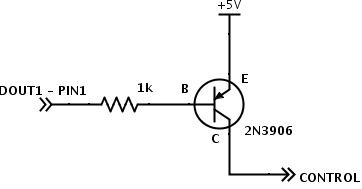 +5V
1k
B
E
DOUT1 - PIN1
C
2N3906
CONTROL